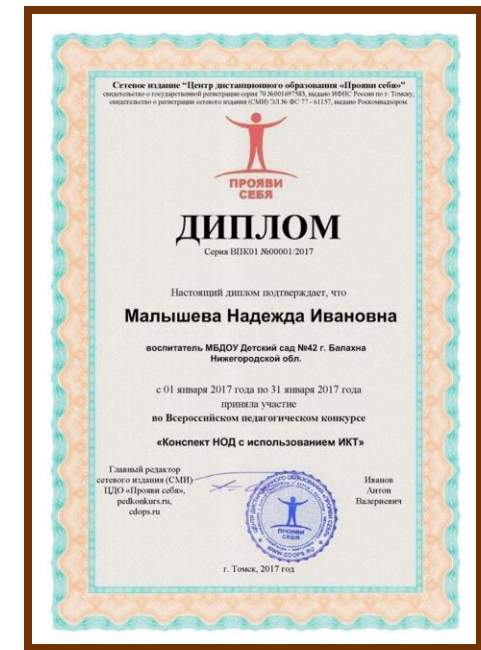 Сетевое издание "Центр дистанционного образования «Прояви себя»"
свидетельство о государственной регистрации серия 70 №001697583, выдано ИФНС России по г. Томску,
свидетельство о регистрации сетевого издания (СМИ) ЭЛ № ФС 77 - 61157, выдано Роскомнадзором
ПРОЯВИ
СЕБЯ
ДИПЛОМ
Серия ВПК01 №00001/2017
Настоящий диплом подтверждает, что
Малышева Надежда Ивановна
воспитатель МБДОУ Детский сад №42 г. Балахна
Нижегородской обл.
с 01 января 2017 года по 31 января 2017 года
приняла участие
во Всероссийском педагогическом конкурсе
«Конспект НОД с использованием ИКТ»
Главный редактор
сетевого издания (СМИ)
ЦДО «Прояви себя»,
pedkonkurs.ru,
cdops.ru
ПРОЯВИ
СЕБЯ
WWW.CDOPS.RU
Иванов
Антон
Валериевич
г. Томск, 2017 год